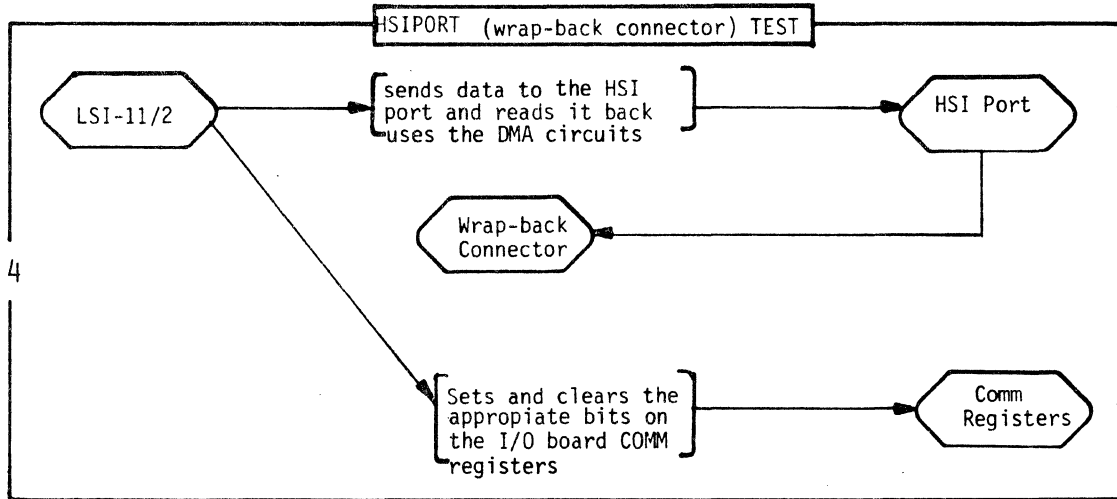 HSIPORT (wrap-back connector) TEST
LSI-11/2
sends data to the HSI
port and reads it back
uses the DMA circuits
HSI Port
Wrap-back
Connector
4
Sets and clears the
appropiate bits on
the I/O board COMM
registers
Comm
Registers